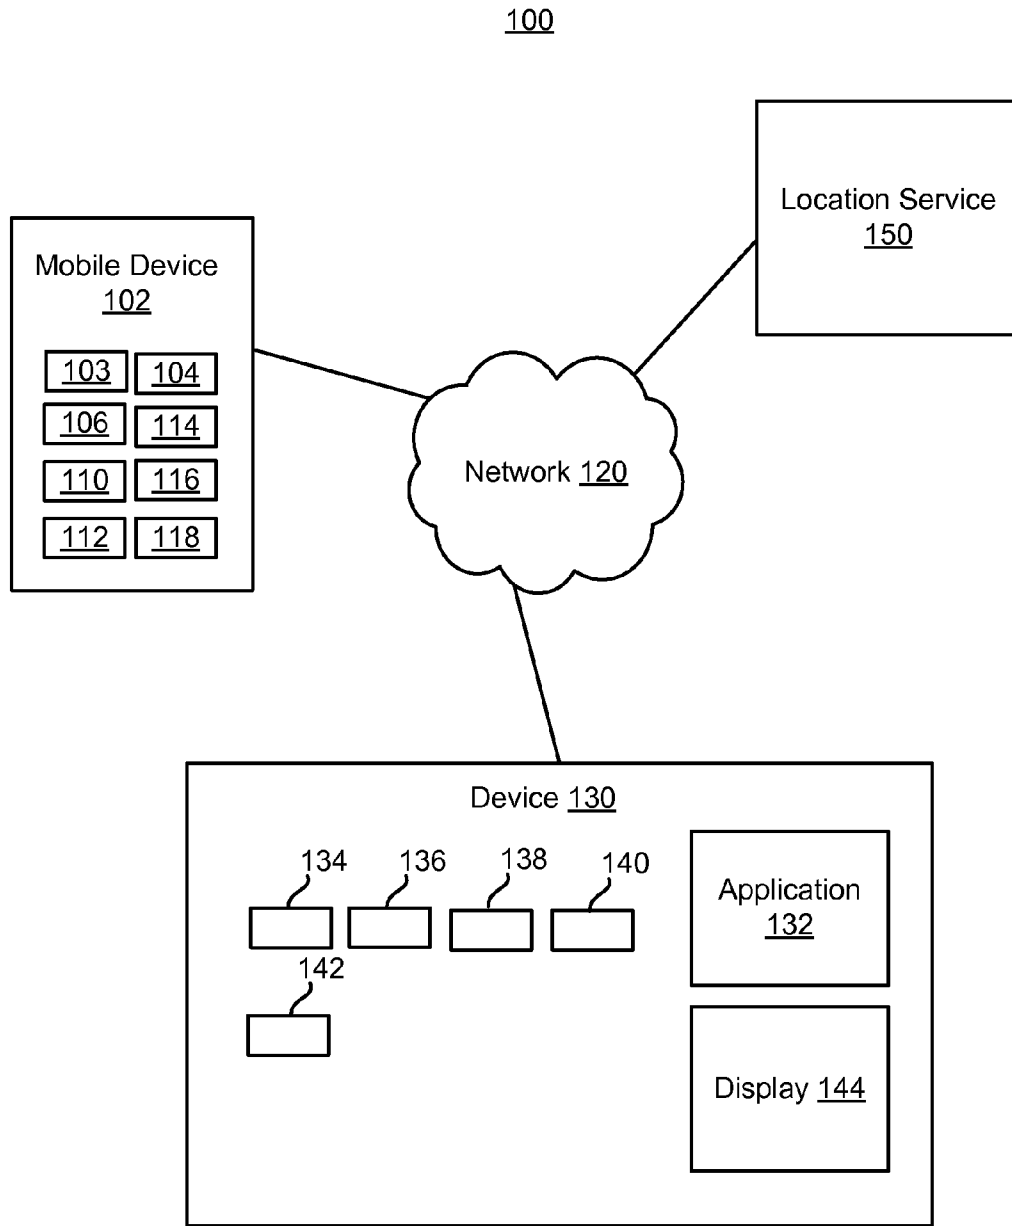 100
Location Service
150
Mobile Device
102
103 104
106 114
110 116
112 118
Network 120
Device 130
134 136 138 140
142
Application
132
Display 144